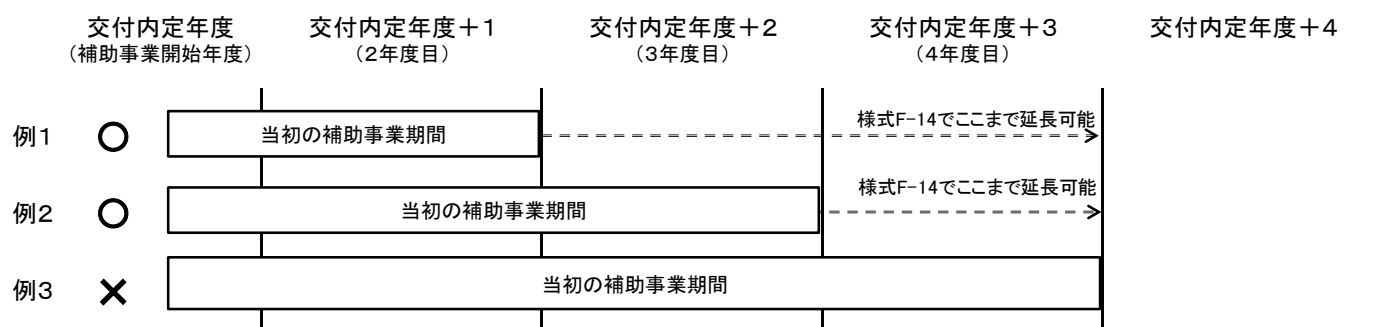 交付内定年度 交付内定年度＋１ 交付内定年度＋２ 交付内定年度＋３ 交付内定年度＋４
（補助事業開始年度） （２年度目） （３年度目） （４年度目）
様式F-14でここまで延長可能
例１ ○ 当初の補助事業期間
様式F-14でここまで延長可能
例２ ○ 当初の補助事業期間
例３ × 当初の補助事業期間